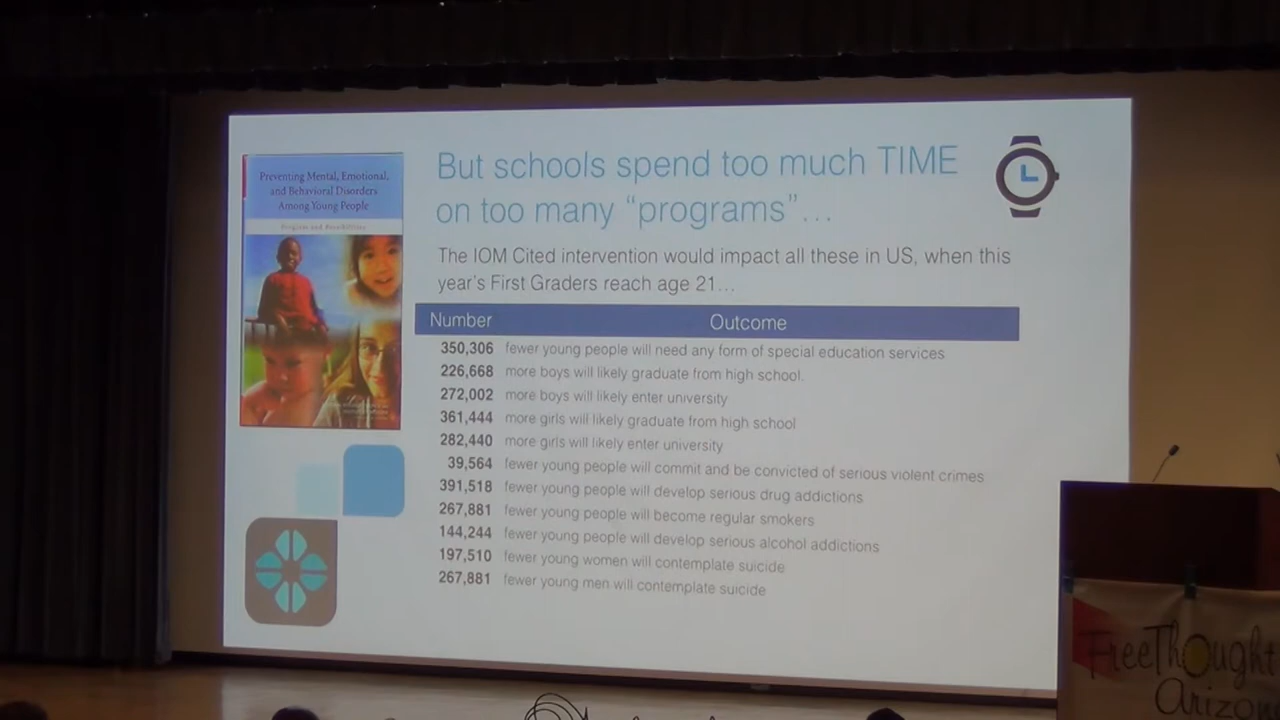 Preventing Mental, Emotional,
and Behavioral Disorders
Among Young People
Progress and Possibilities
But schools spend too much TIME
on too many “programs”...
The IOM Cited intervention would impact all these in US, when this
year's First Graders reach age 21...
Number Outcome
350,306 fewer young people will need any form of special education services
226,668 more boys will likely graduate from high school.
272,002 more boys will likely enter university
361,444 more girls will likely graduate from high school
282,440 more girls will likely enter university
39,564 fewer young people will commit and be convicted of serious violent crimes
391,518 fewer young people will develop serious drug addictions
267,881 fewer young people will become regular smokers
144,244 fewer young people will develop serious alcohol addictions
197,510 fewer young women will contemplate suicide
267,881 fewer young men will contemplate suicide
FreeThought
Arizon